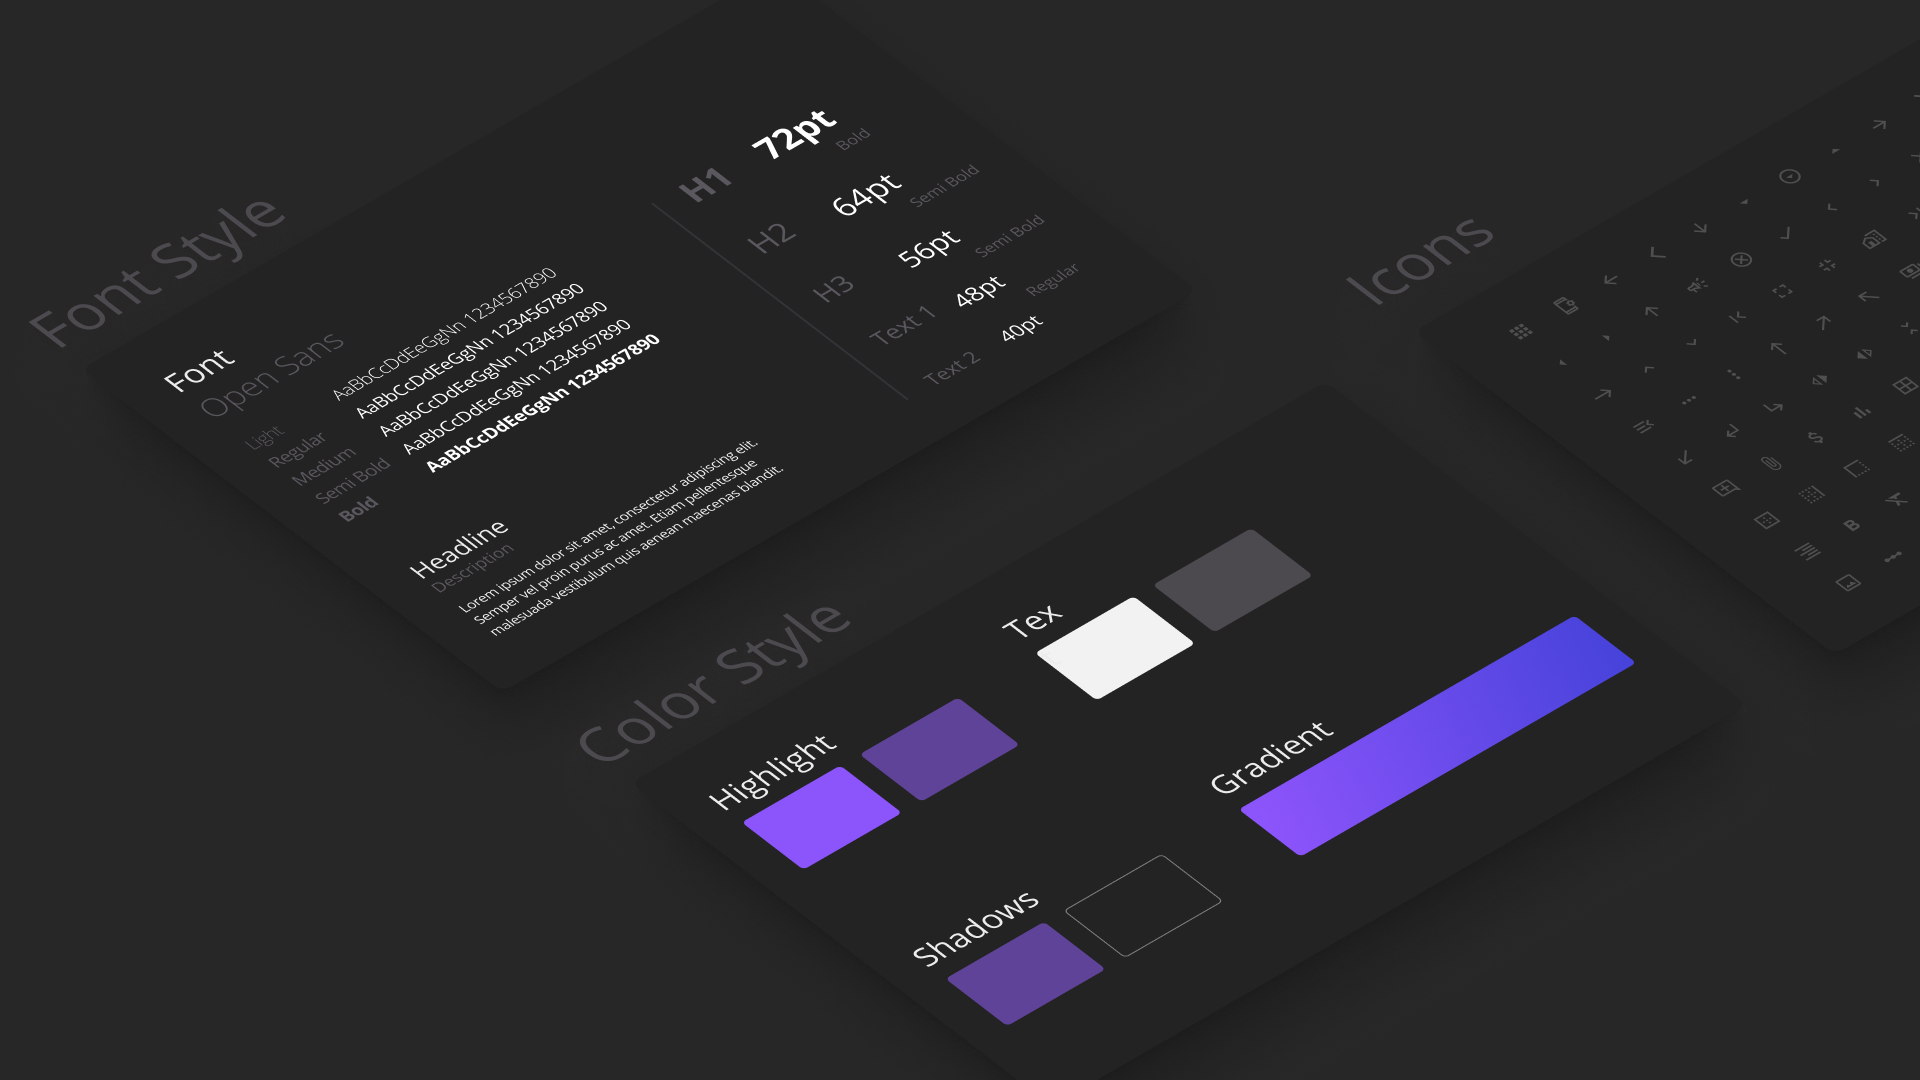 Font Style
Font
Open Sans
Light AaBbCcDdEeGgNn 1234567890
Regular AaBbCcDdEeGgNn 1234567890
Medium AaBbCcDdEeGgNn 1234567890
Semi Bold AaBbCcDdEeGgNn 1234567890
Bold AaBbCcDdEeGgNn 1234567890
Headline
Description
Lorem ipsum dolor sit amet, consectetur adipiscing elit.
Semper vel proin purus ac amet. Etiam pellentesque
malesuada vestibulum quis aenean maecenas blandit.
H1 72pt Bold
H2 64pt Semi Bold
H3 56pt Semi Bold
Text 1 48pt Regular
Text 2 40pt
Color Style
Highlight
Tex
Shadows
Gradient
Icons